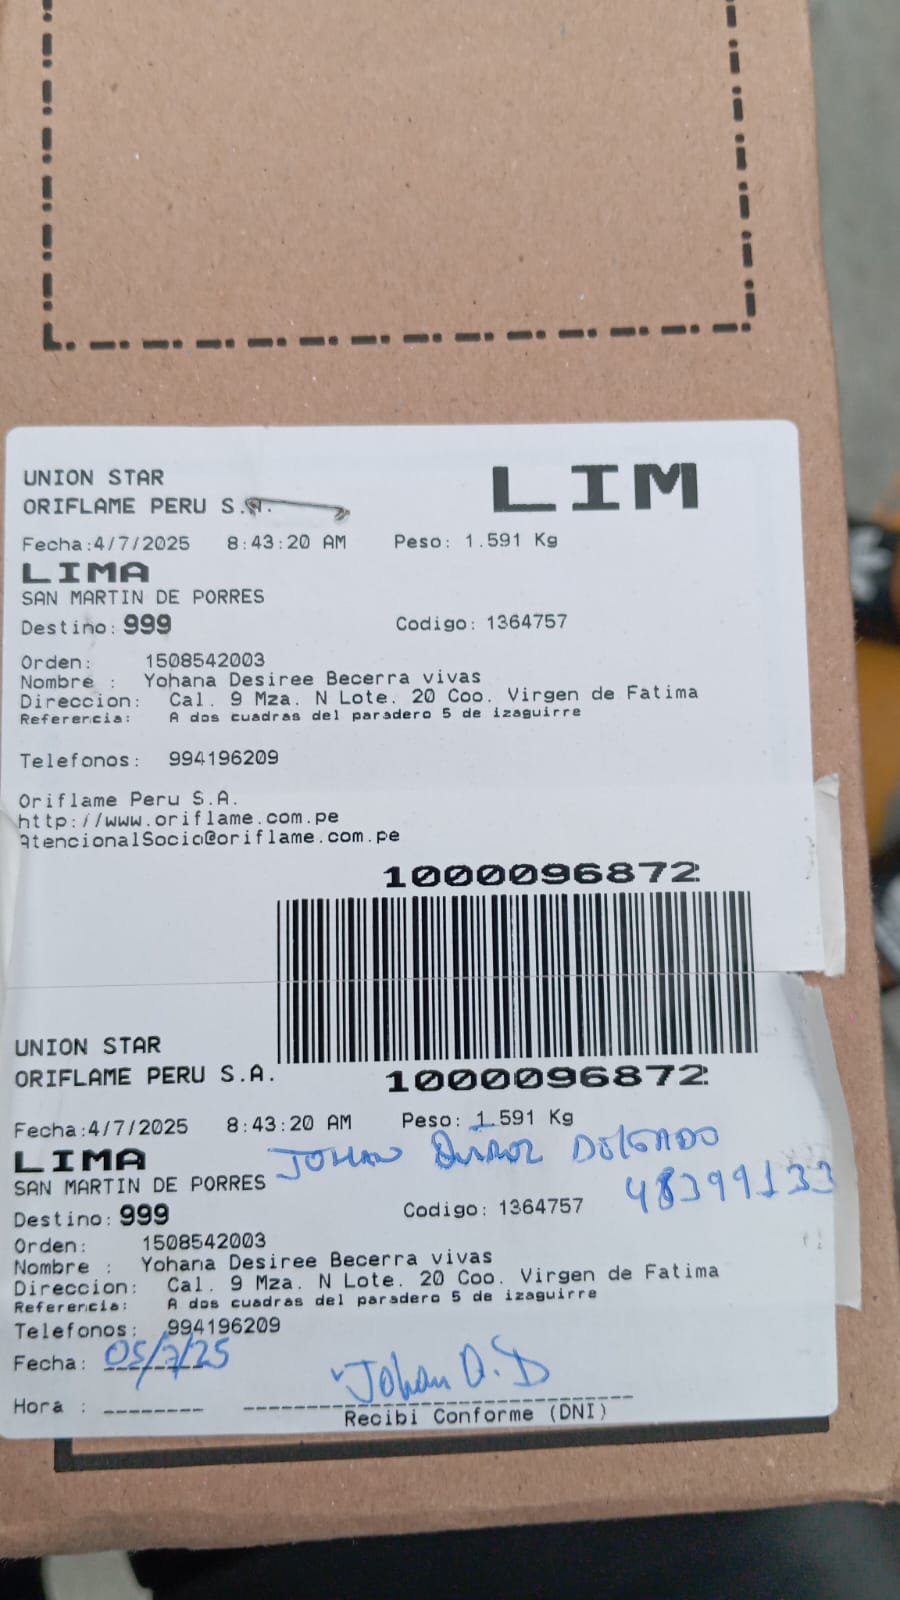 UNION STAR
LIM
ORIFLAME PERU S.A.
Fecha:4/7/2025 8:43:20 AM Peso: 1.591 Kg
LIMA
SAN MARTIN DE PORRES
Destino: 999 Codigo: 1364757
Orden: 1508542003
Nombre : Yohana Desiree Becerra vivas
Direccion: Cal. 9 Mza. N Lote. 20 Coo. Virgen de Fatima
Referencia: A dos cuadras del paradero 5 de izaguirre
Telefonos: 994196209
Oriflame Peru S.A.
http://www.oriflame.com.pe
AtencionalSocio@oriflame.com.pe
1000096872
UNION STAR
ORIFLAME PERU S.A.
1000096872
Fecha:4/7/2025 8:43:20 AM Peso: 1.591 Kg
LIMA JOHAN DOLGADO
SAN MARTIN DE PORRES 48399133
Destino: 999 Codigo: 1364757
Orden: 1508542003
Nombre : Yohana Desiree Becerra vivas
Direccion: Cal. 9 Mza. N Lote. 20 Coo. Virgen de Fatima
Referencia: A dos cuadras del paradero 5 de izaguirre
Telefonos: 994196209
Fecha: 05/7/25
Johan Q.D
Hora :
Recibi Conforme (DNI)